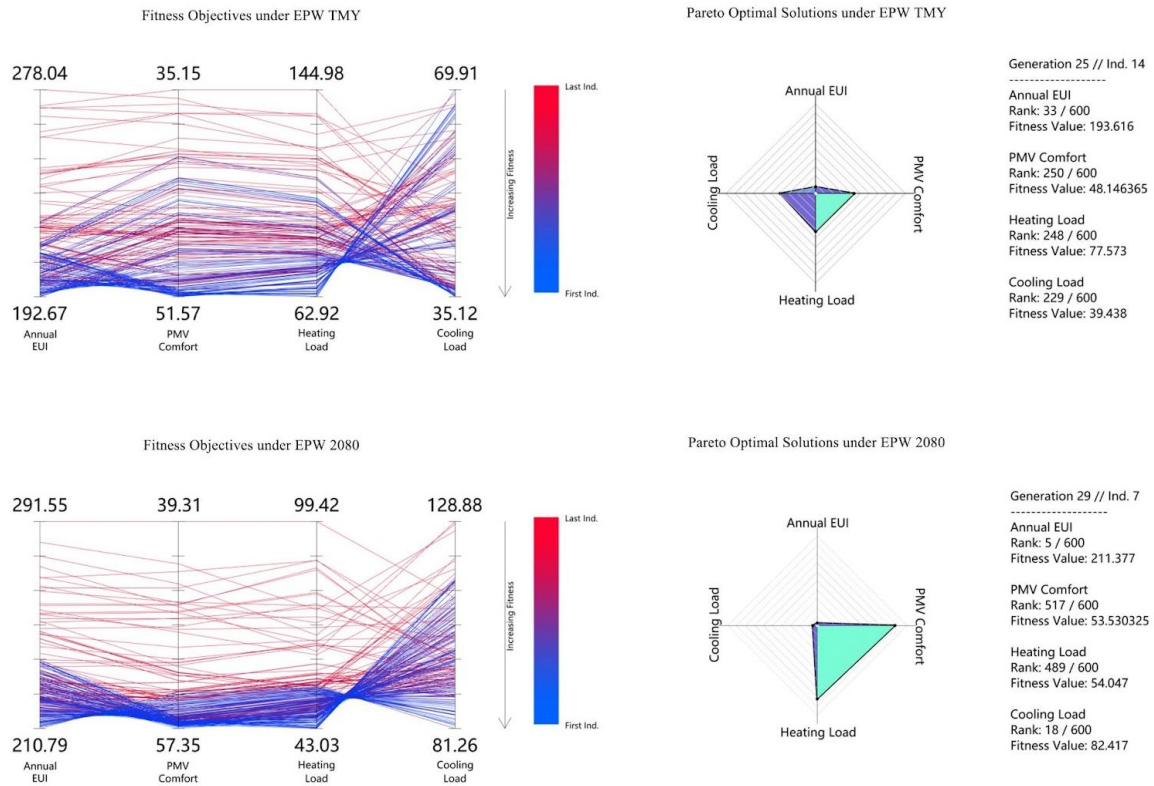 Fitness Objectives under EPW TMY
278.04
35.15
144.98
69.91
192.67
51.57
62.92
35.12
Annual
EUI
PMV
Comfort
Heating
Load
Cooling
Load
Increasing Fitness
Last Ind.
First Ind.
Pareto Optimal Solutions under EPW TMY
Annual EUI
PMV Comfort
Heating Load
Cooling Load
Generation 25 // Ind. 14
-------------------
Annual EUI
Rank: 33 / 600
Fitness Value: 193.616
PMV Comfort
Rank: 250 / 600
Fitness Value: 48.146365
Heating Load
Rank: 248 / 600
Fitness Value: 77.573
Cooling Load
Rank: 229 / 600
Fitness Value: 39.438
Fitness Objectives under EPW 2080
291.55
39.31
99.42
128.88
210.79
57.35
43.03
81.26
Annual
EUI
PMV
Comfort
Heating
Load
Cooling
Load
Increasing Fitness
Last Ind.
First Ind.
Pareto Optimal Solutions under EPW 2080
Annual EUI
PMV Comfort
Heating Load
Cooling Load
Generation 29 // Ind. 7
-------------------
Annual EUI
Rank: 5 / 600
Fitness Value: 211.377
PMV Comfort
Rank: 517 / 600
Fitness Value: 53.530325
Heating Load
Rank: 489 / 600
Fitness Value: 54.047
Cooling Load
Rank: 18 / 600
Fitness Value: 82.417